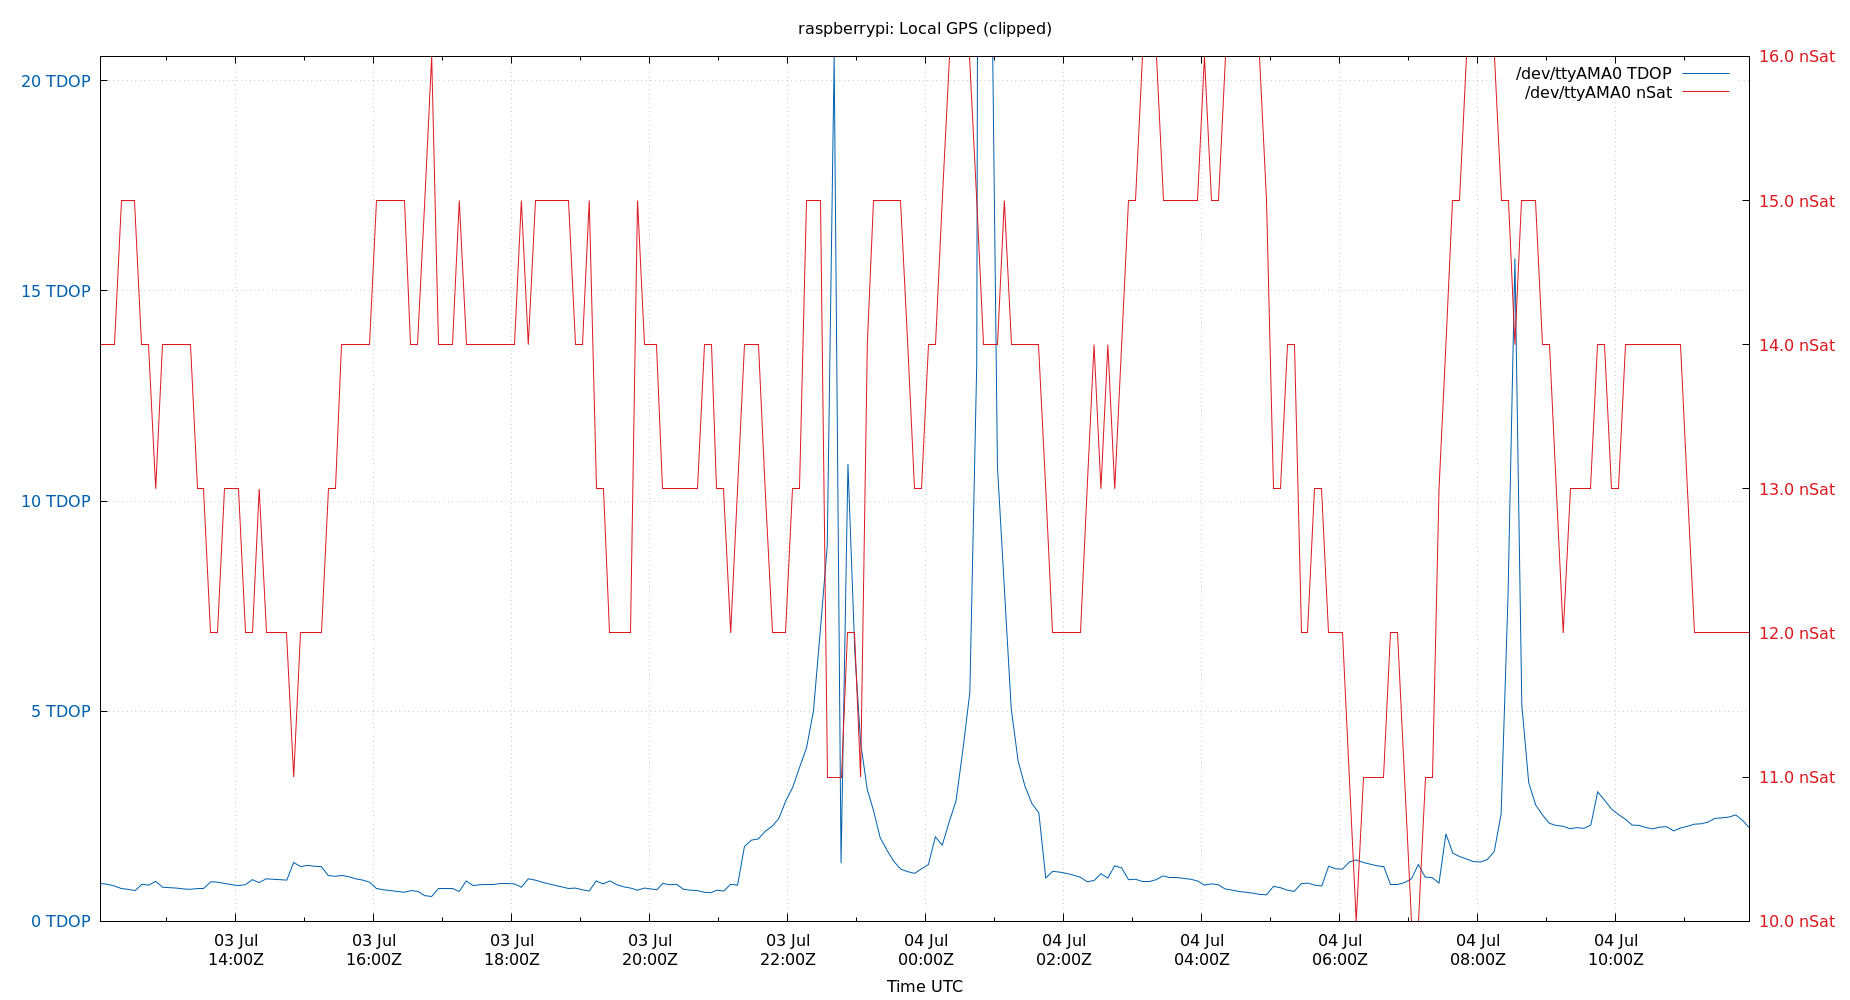 raspberrypi: Local GPS (clipped)
20 TDOP
15 TDOP
10 TDOP
5 TDOP
0 TDOP
16.0 nSat
15.0 nSat
14.0 nSat
13.0 nSat
12.0 nSat
11.0 nSat
10.0 nSat
/dev/ttyAMA0 TDOP
/dev/ttyAMA0 nSat
03 Jul
14:00Z
03 Jul
16:00Z
03 Jul
18:00Z
03 Jul
20:00Z
03 Jul
22:00Z
04 Jul
00:00Z
04 Jul
02:00Z
04 Jul
04:00Z
04 Jul
06:00Z
04 Jul
08:00Z
04 Jul
10:00Z
Time UTC